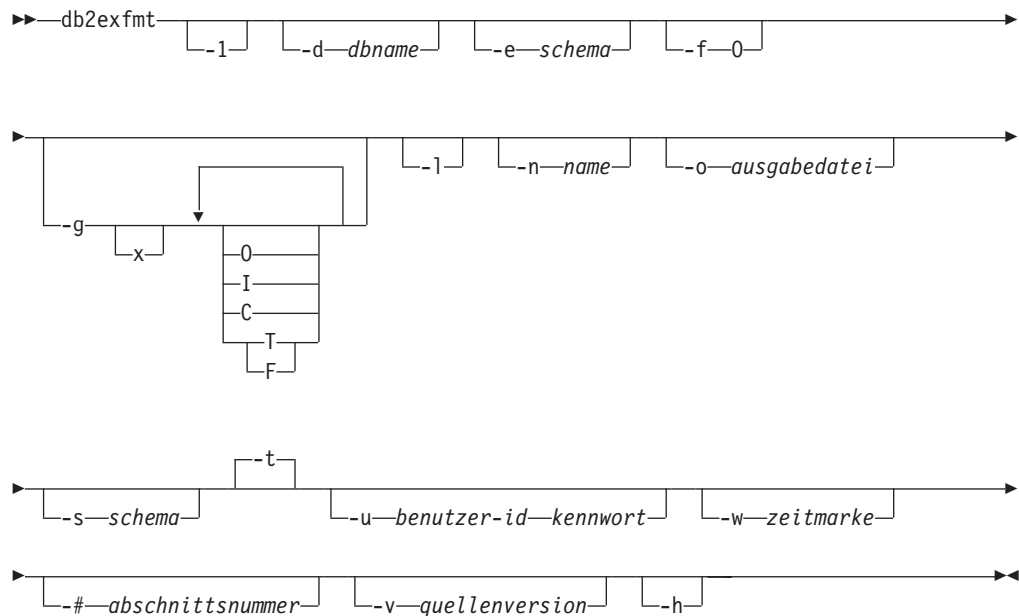 db2exfmt -1 -d dbname -e schema -f O
-g x O I C T F -l -n name -o ausgabedatei
-s schema -t -u benutzer-id kennwort -w zeitmarke
-# abschnittsnummer -v quellenversion -h